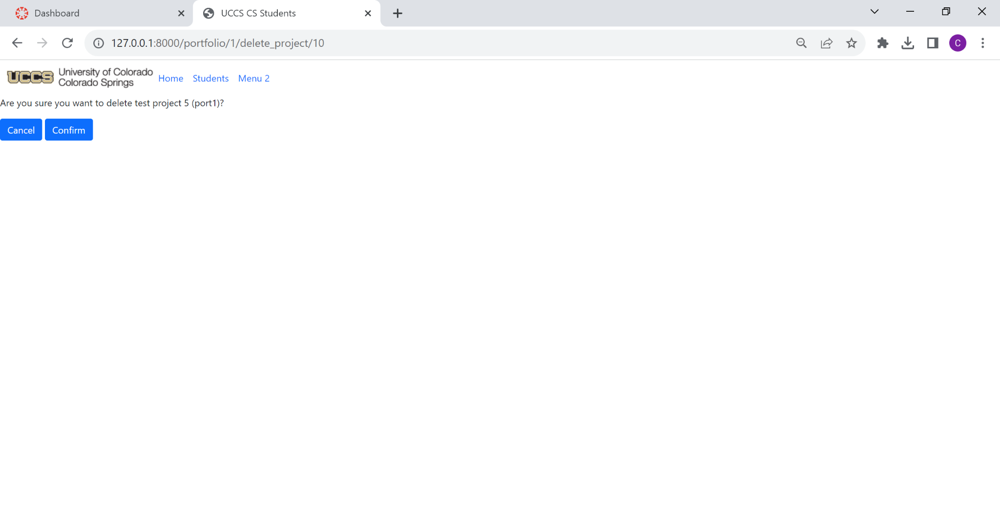 Dashboard
UCCS CS Students
127.0.0.1:8000/portfolio/1/delete_project/10
C
UCCS University of Colorado
Colorado Springs
Home Students Menu 2
Are you sure you want to delete test project 5 (port1)?
Cancel Confirm